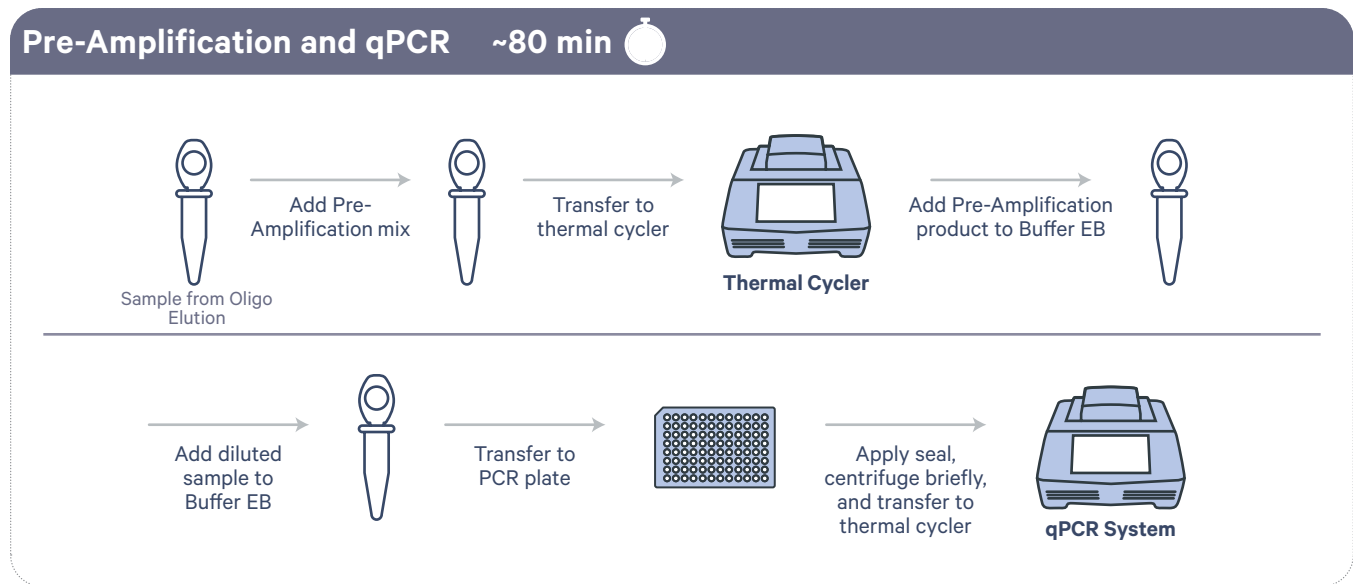 Pre-Amplification and qPCR ~80 min
Add Pre-
Amplification mix
Transfer to
thermal cycler
Add Pre-Amplification
product to Buffer EB
Thermal Cycler
Sample from Oligo
Elution
Add diluted
sample to
Buffer EB
Transfer to
PCR plate
Apply seal,
centrifuge briefly,
and transfer to
thermal cycler
qPCR System